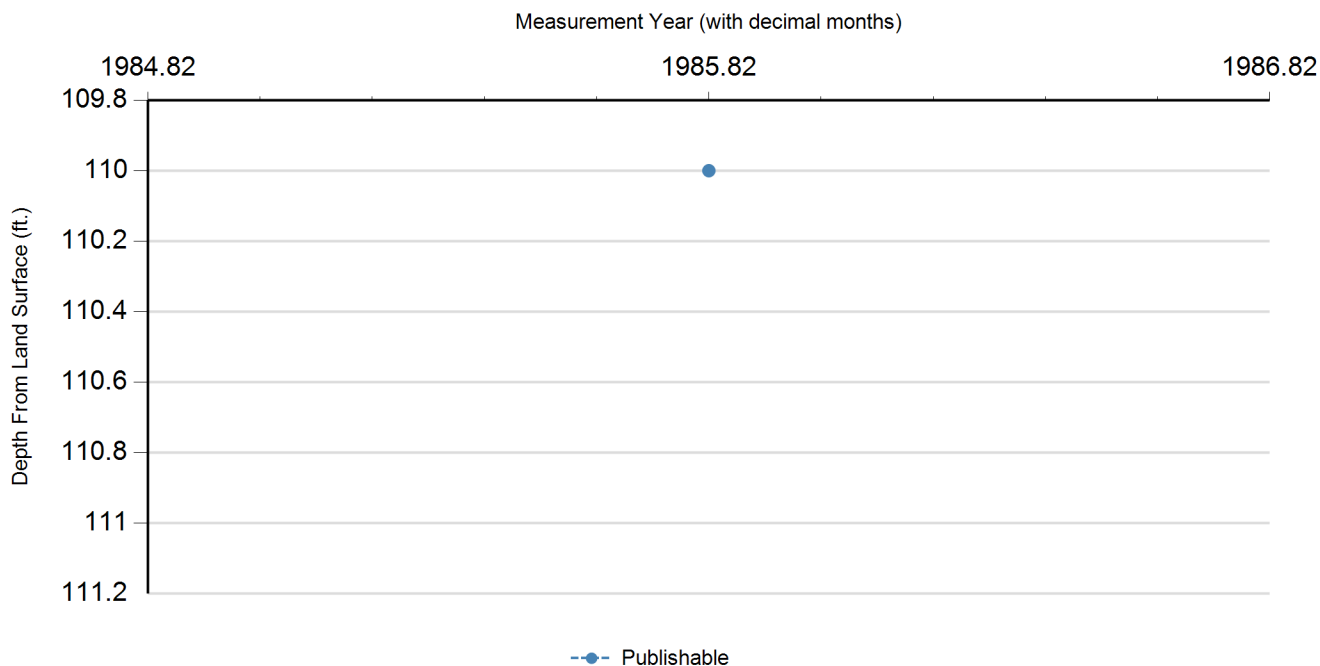 Measurement Year (with decimal months)
1984.82 1985.82 1986.82
109.8
110
110.2
110.4
110.6
110.8
111
111.2
Depth From Land Surface (ft.)
Publishable